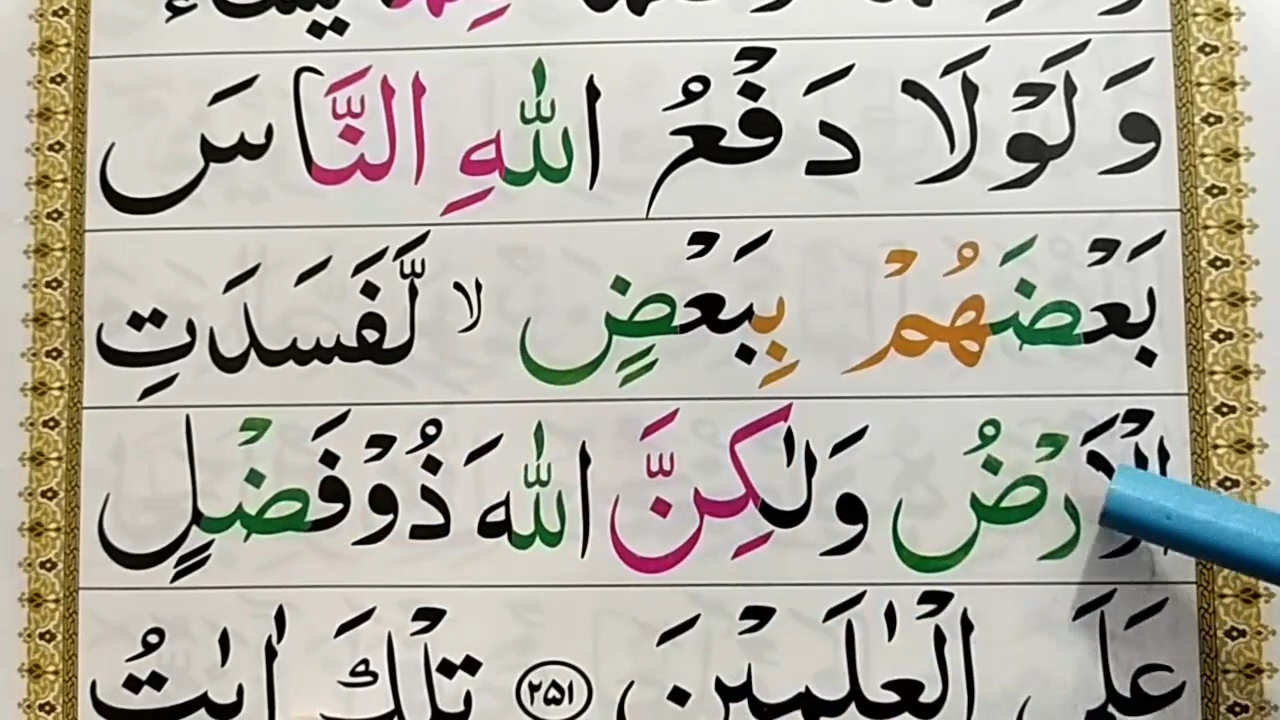 وَلَوْلَا دَفْعُ اللّٰهِ النَّاسَ
بَعْضَهُمْ بِبَعْضٍ ۙ لَّفَسَدَتِ
الْاَرْضُ وَلٰكِنَّ اللّٰهَ ذُوْفَضْلٍ
عَلَى الْعٰلَمِيْنَ ۝٢٥١ تِلْكَ اٰيٰتُ